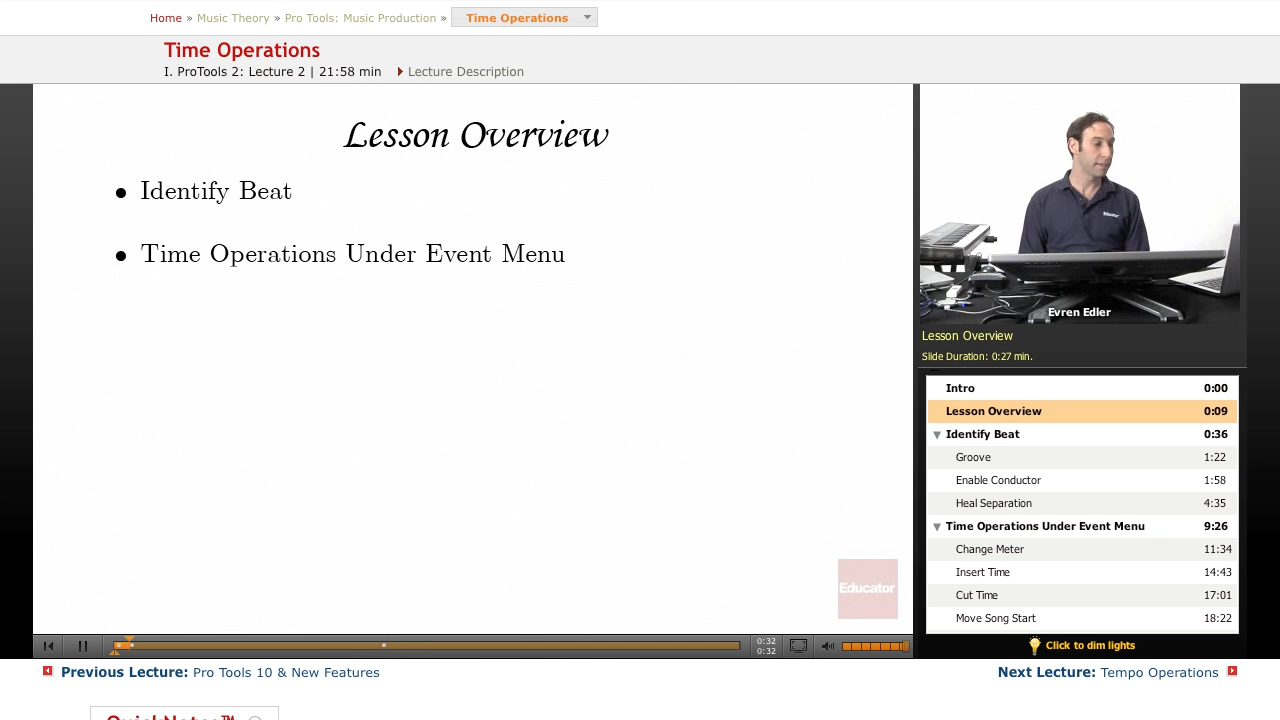 Home » Music Theory » Pro Tools: Music Production » Time Operations
Time Operations
I. ProTools 2: Lecture 2 | 21:58 min Lecture Description
Lesson Overview
• Identify Beat
• Time Operations Under Event Menu
Educator
Evren Edler
Lesson Overview
Slide Duration: 0:27 min.
Intro 0:00
Lesson Overview 0:09
Identify Beat 0:36
Groove 1:22
Enable Conductor 1:58
Heal Separation 4:35
Time Operations Under Event Menu 9:26
Change Meter 11:34
Insert Time 14:43
Cut Time 17:01
Move Song Start 18:22
0:32
0:32
Click to dim lights
Previous Lecture: Pro Tools 10 & New Features
Next Lecture: Tempo Operations
QuickNotes™